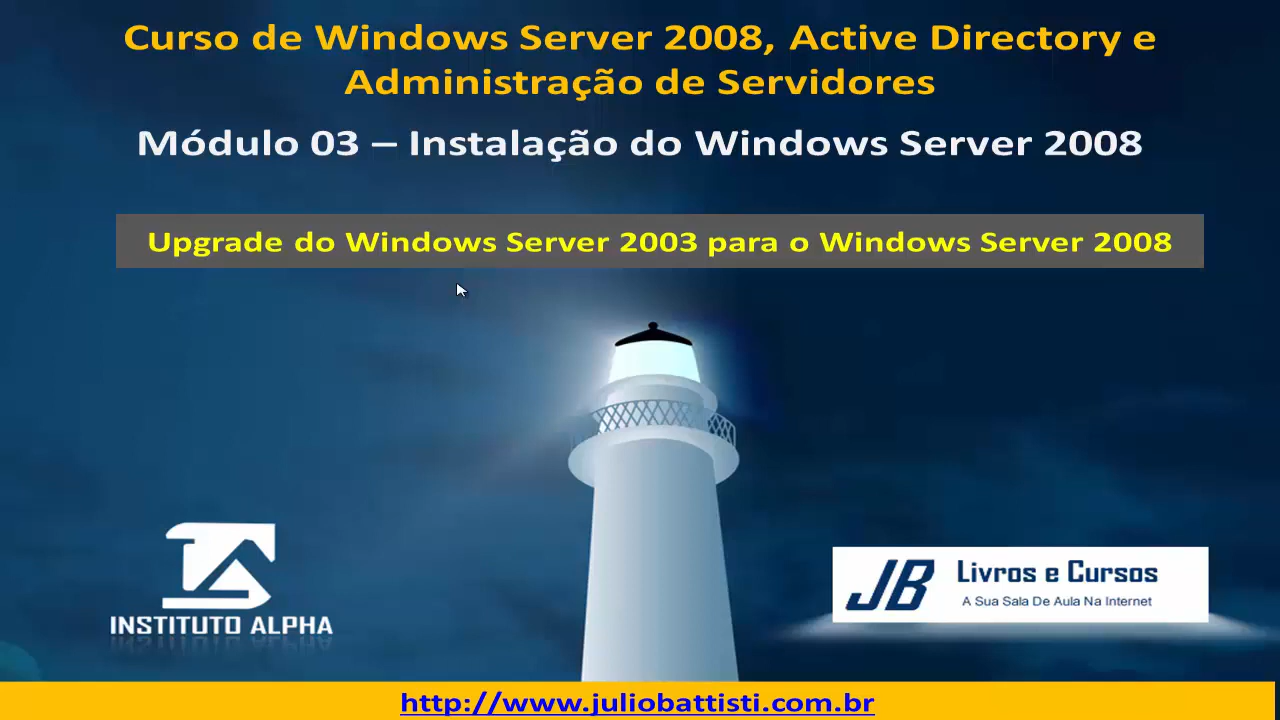 Curso de Windows Server 2008, Active Directory e
Administração de Servidores
Módulo 03 – Instalação do Windows Server 2008
Upgrade do Windows Server 2003 para o Windows Server 2008
INSTITUTO ALPHA
JB
Livros e Cursos
A Sua Sala De Aula Na Internet
http://www.juliobattisti.com.br